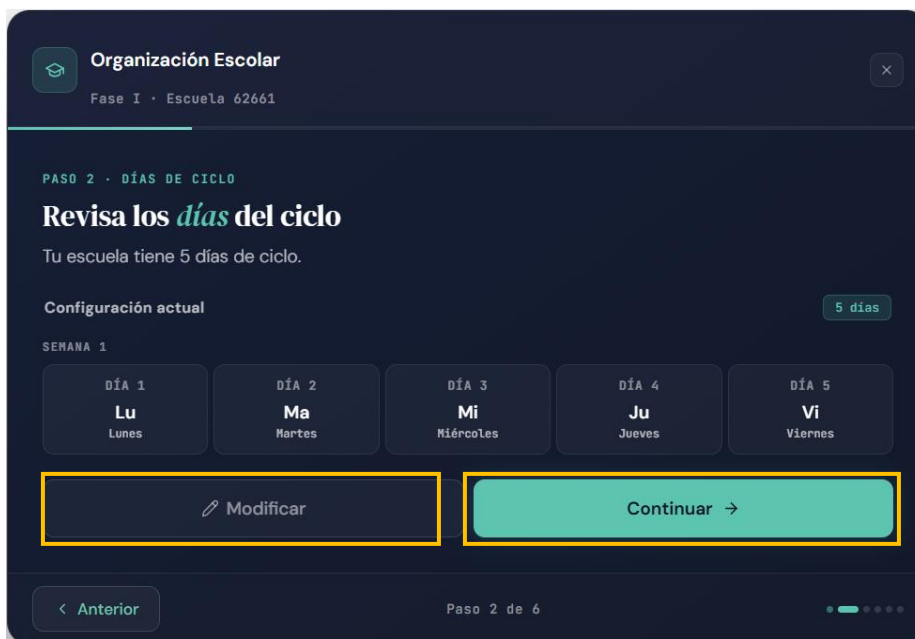 Organización Escolar
Fase I · Escuela 62661
PASO 2 · DÍAS DE CICLO
Revisa los días del ciclo
Tu escuela tiene 5 días de ciclo.
Configuración actual
5 días
SEMANA 1
DÍA 1
Lu
Lunes
DÍA 2
Ma
Martes
DÍA 3
Mi
Miércoles
DÍA 4
Ju
Jueves
DÍA 5
Vi
Viernes
Modificar
Continuar →
< Anterior
Paso 2 de 6